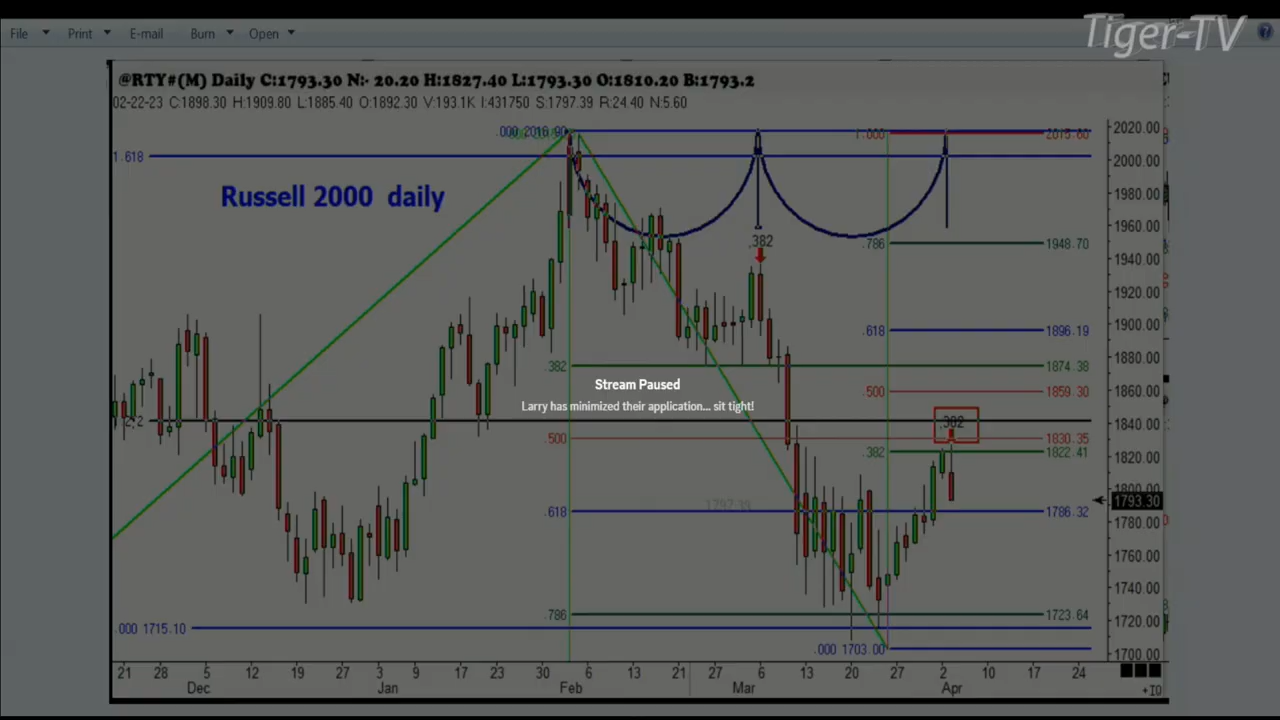 File Print E-mail Burn Open
Tiger-TV
@RTY#(M) Daily C:1793.30 N:- 20.20 H:1827.40 L:1793.30 O:1810.20 B:1793.2
02-22-23 C:1898.30 H:1909.80 L:1885.40 O:1892.30 V:193.1K I:431750 S:1797.39 R:24.40 N:5.60
.000 1.000 2020.00
1.618 2000.00
Russell 2000 daily
1980.00
1960.00
.382 .786 1948.70 1940.00
1920.00
.618 1896.19 1900.00
.382 1874.38 1880.00
Stream Paused
.500 1859.30 1860.00
Larry has minimized their application... sit tight!
.382 1840.00
.500 1830.35
.382 1822.41 1820.00
1800.00
1797.39 1793.30
.618 1786.32 1780.00
1760.00
1740.00
.786 1723.64 1720.00
.000 1715.10
.000 1703.00 1700.00
21 28 5 12 19 27 3 9 17 23 30 6 13 21 27 6 13 20 27 2 10 17 24
Dec Jan Feb Mar Apr
+10